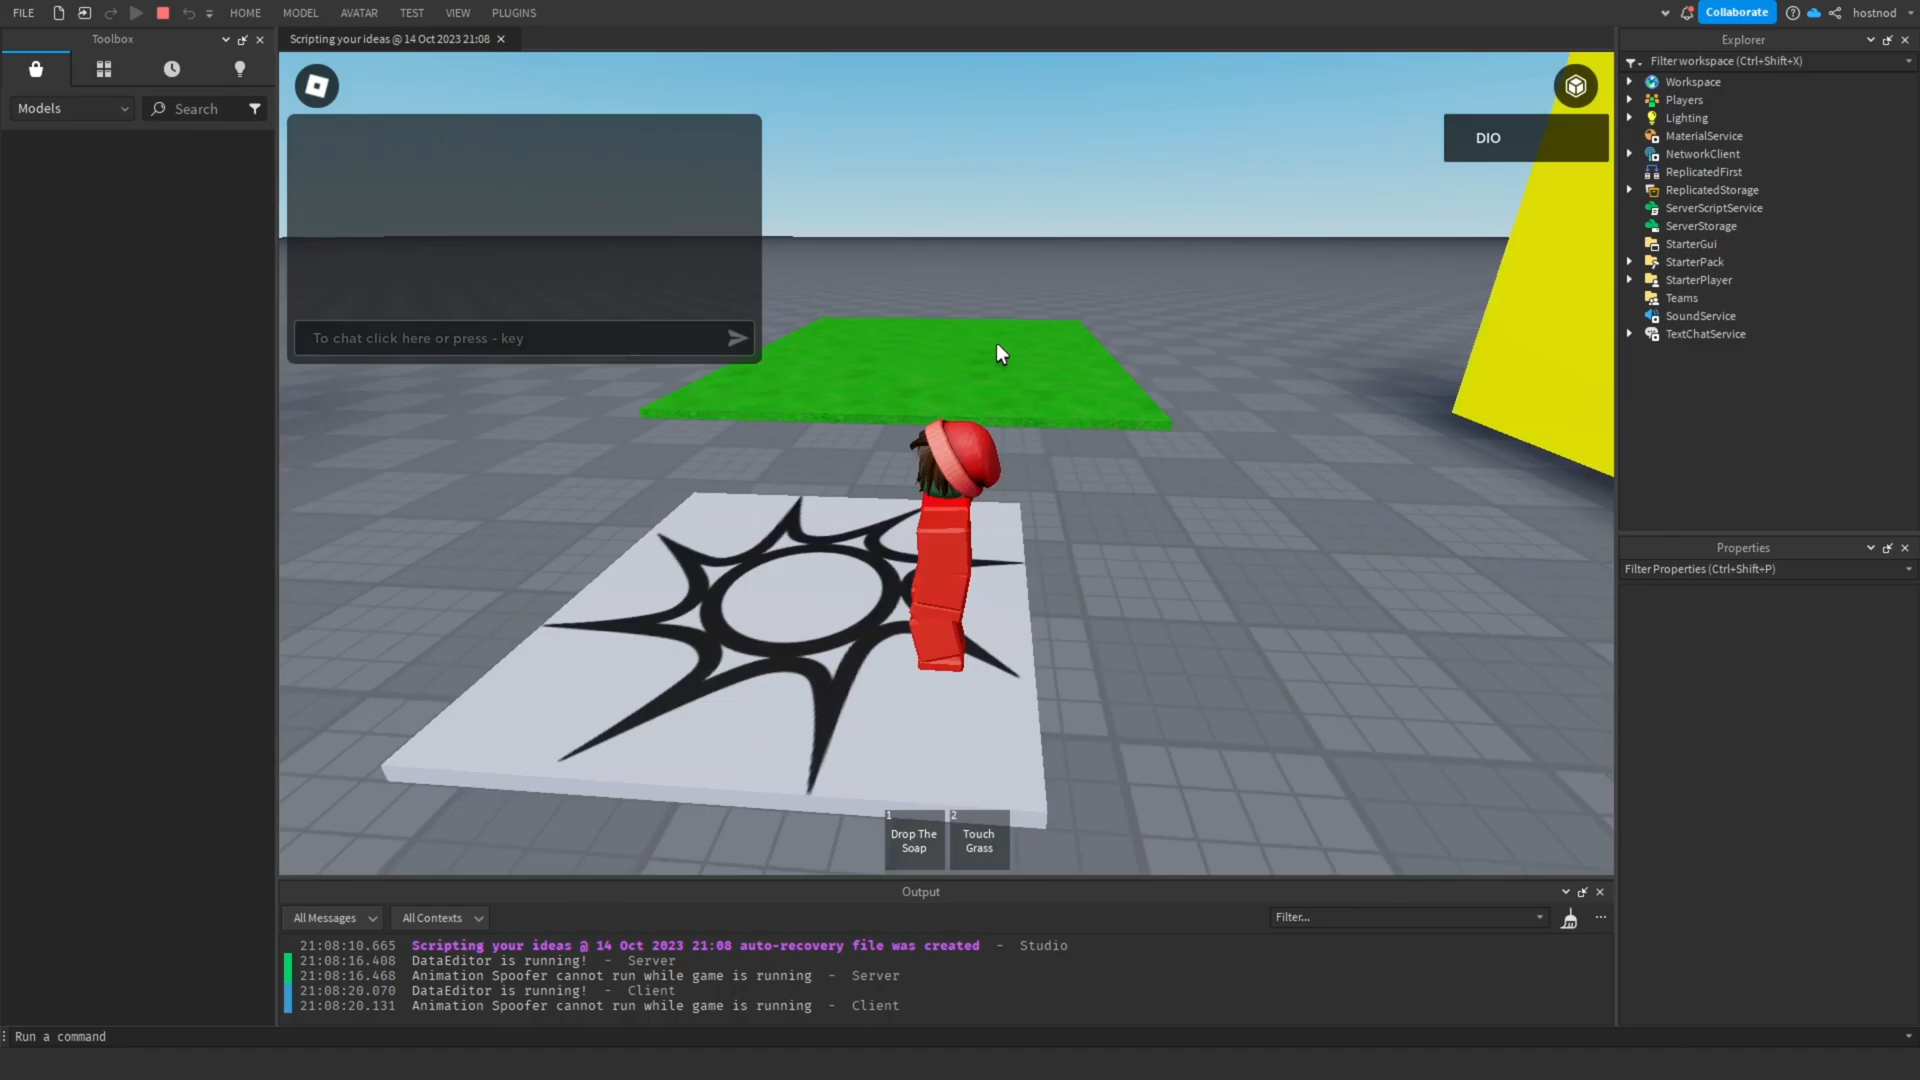 FILE
HOME
MODEL
AVATAR
TEST
VIEW
PLUGINS
Collaborate
hostnod
Toolbox
Scripting your ideas @ 14 Oct 2023 21:08
Explorer
Models
Search
Filter workspace (Ctrl+Shift+X)
Workspace
Players
Lighting
MaterialService
NetworkClient
ReplicatedFirst
ReplicatedStorage
ServerScriptService
ServerStorage
StarterGui
StarterPack
StarterPlayer
Teams
SoundService
TextChatService
DIO
To chat click here or press - key
Properties
Filter Properties (Ctrl+Shift+P)
1
Drop The
Soap
2
Touch
Grass
Output
All Messages
All Contexts
Filter...
21:08:10.665 Scripting your ideas @ 14 Oct 2023 21:08 auto-recovery file was created - Studio
21:08:16.408 DataEditor is running! - Server
21:08:16.468 Animation Spoofer cannot run while game is running - Server
21:08:20.070 DataEditor is running! - Client
21:08:20.131 Animation Spoofer cannot run while game is running - Client
Run a command